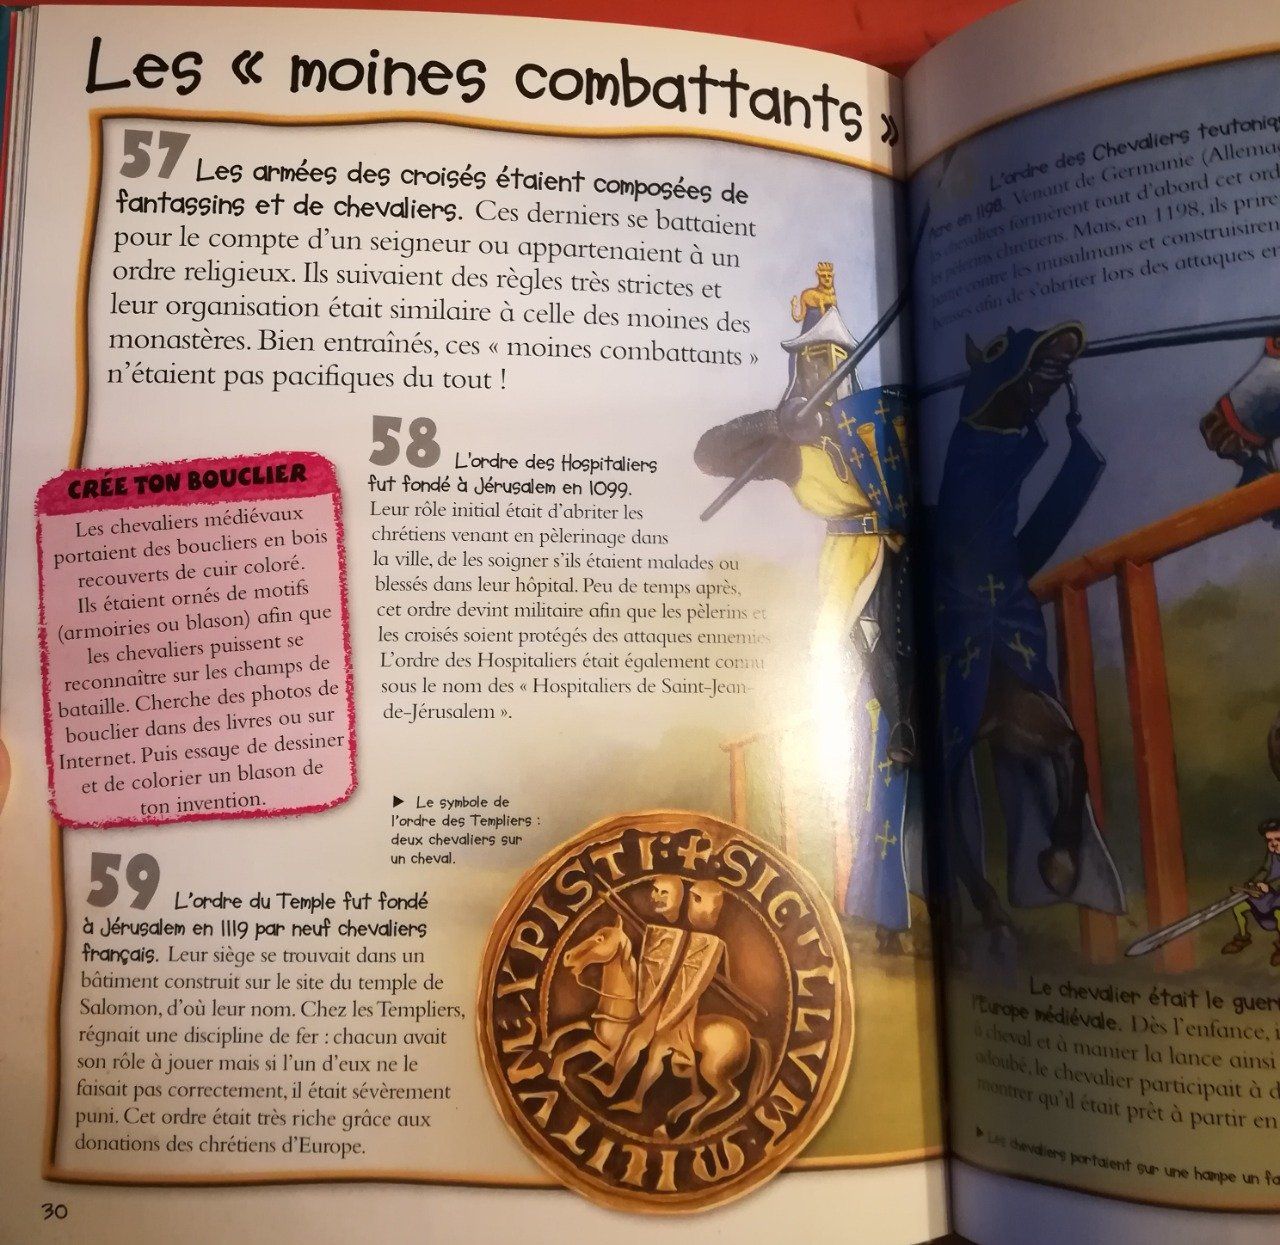 Les « moines combattants »
57 Les armées des croisés étaient composées de
fantassins et de chevaliers. Ces derniers se battaient
pour le compte d'un seigneur ou appartenaient à un
ordre religieux. Ils suivaient des règles très strictes et
leur organisation était similaire à celle des moines des
monastères. Bien entraînés, ces « moines combattants »
n'étaient pas pacifiques du tout !
58 L'ordre des Hospitaliers
fut fondé à Jérusalem en 1099.
Leur rôle initial était d'abriter les
chrétiens venant en pèlerinage dans
la ville, de les soigner s'ils étaient malades ou
blessés dans leur hôpital. Peu de temps après,
cet ordre devint militaire afin que les pèlerins et
les croisés soient protégés des attaques ennemies
L'ordre des Hospitaliers était également connu
sous le nom des « Hospitaliers de Saint-Jean-
de-Jérusalem ».
CRÉE TON BOUCLIER
Les chevaliers médiévaux
portaient des boucliers en bois
recouverts de cuir coloré.
Ils étaient ornés de motifs
(armoiries ou blason) afin que
les chevaliers puissent se
reconnaître sur les champs de
bataille. Cherche des photos de
bouclier dans des livres ou sur
Internet. Puis essaye de dessiner
et de colorier un blason de
ton invention.
▶ Le symbole de
l'ordre des Templiers :
deux chevaliers sur
un cheval.
59 L'ordre du Temple fut fondé
à Jérusalem en 1119 par neuf chevaliers
français. Leur siège se trouvait dans un
bâtiment construit sur le site du temple de
Salomon, d'où leur nom. Chez les Templiers,
régnait une discipline de fer : chacun avait
son rôle à jouer mais si l'un d'eux ne le
faisait pas correctement, il était sévèrement
puni. Cet ordre était très riche grâce aux
donations des chrétiens d'Europe.
30
L'ordre des Chevaliers
en 1198. Venant de Germanie
chevaliers formèrent tout d'abord cet
pèlerins chrétiens. Mais, en 1198, ils
contre les musulmans et
afin de s'abriter lors des attaques
Le chevalier était le
l'Europe médiévale. Dès l'enfance,
à cheval et à manier la lance ainsi
adoubé, le chevalier participait à
montrer qu'il était prêt à partir en
▶ Les chevaliers portaient sur une hampe un